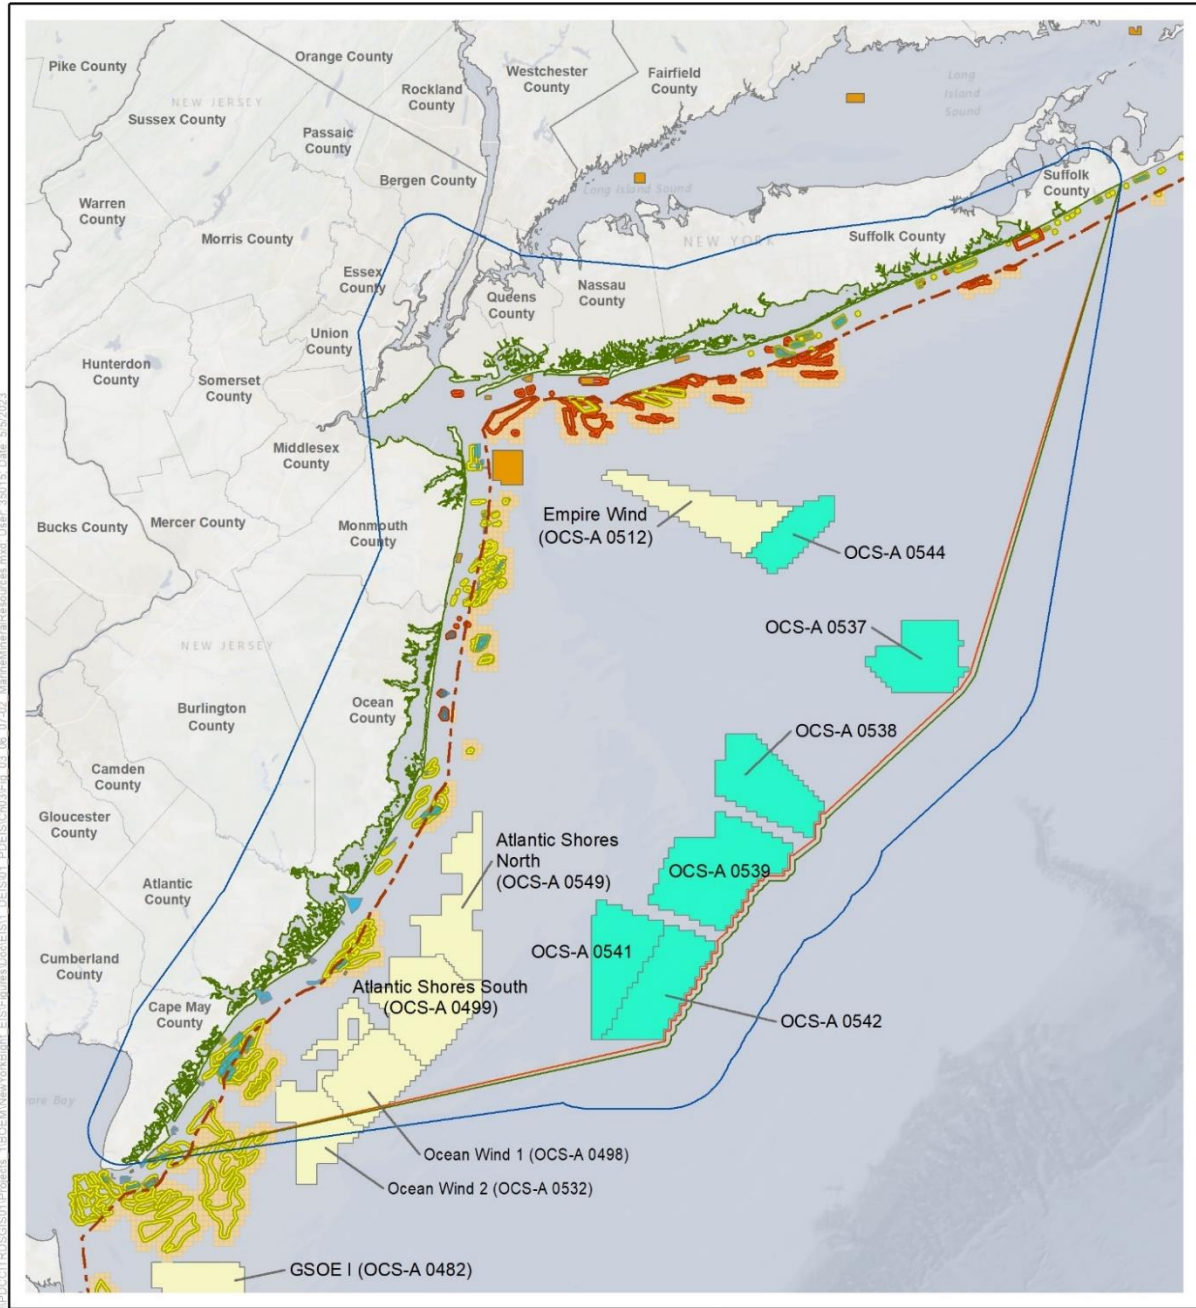 Pike County
Orange County
Rockland
County
Westchester
County
Fairfield
County
Long
Island
Sound
NEW JERSEY
Sussex County
Passaic
County
Bergen County
Long Island Sound
Suffolk
County
Warren
County
Morris County
Essex
County
NEW YORK
Suffolk County
Queens
County
Nassau
County
Union
County
Hunterdon
County
Somerset
County
Middlesex
County
Bucks County
Mercer County
Monmouth
County
Empire Wind
(OCS-A 0512)
OCS-A 0544
OCS-A 0537
NEW JERSEY
Burlington
County
Ocean
County
OCS-A 0538
Camden
County
Gloucester
County
Atlantic Shores
North
(OCS-A 0549)
OCS-A 0539
Atlantic
County
OCS-A 0541
Cumberland
County
Atlantic Shores South
(OCS-A 0499)
Cape May
County
OCS-A 0542
are Bay
Ocean Wind 1 (OCS-A 0498)
Ocean Wind 2 (OCS-A 0532)
GSOE I (OCS-A 0482)